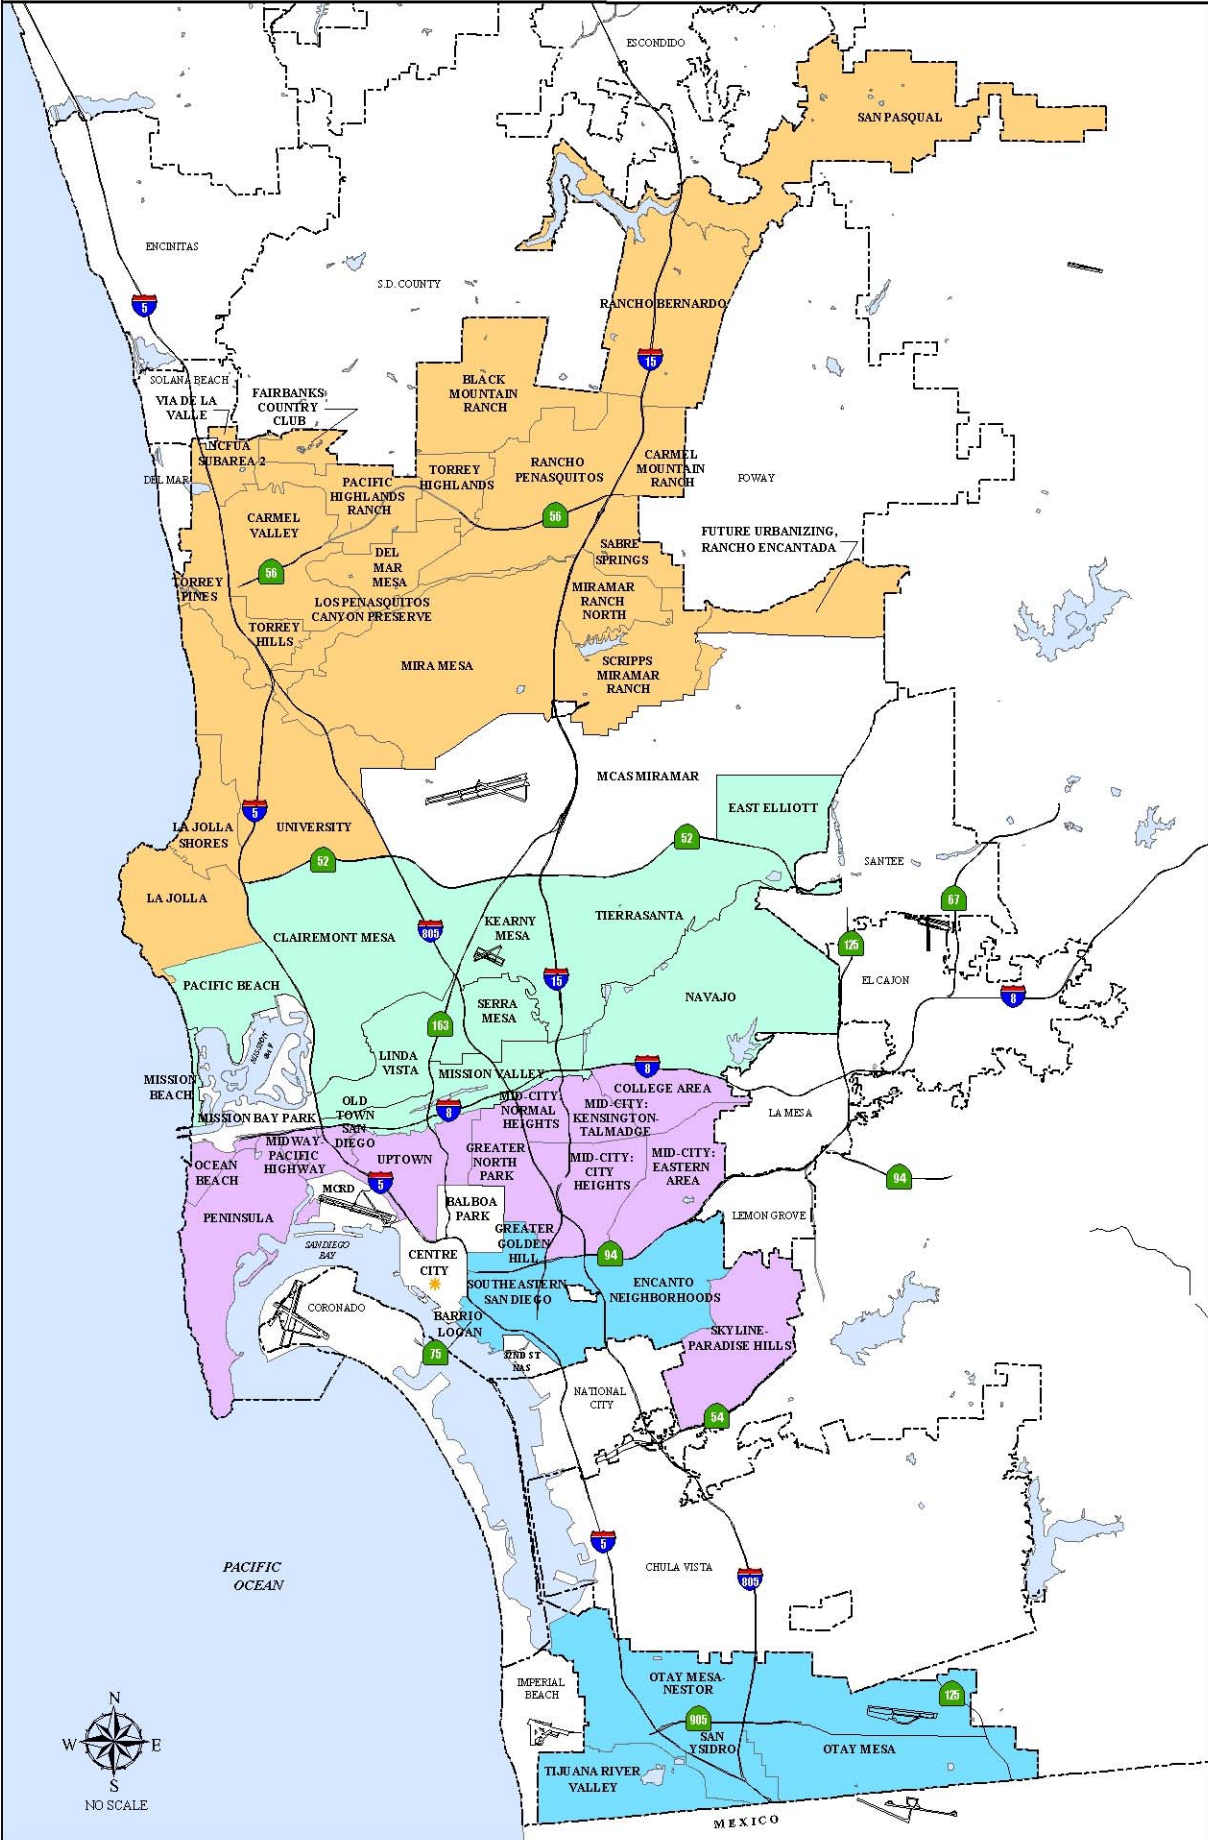 ESCONDIDO
SAN PASQUAL
ENCINITAS
S.D. COUNTY
5
RANCHO BERNARDO
15
SOLANA BEACH
VIA DE LA
VALLE
FAIRBANKS
COUNTRY
CLUB
BLACK
MOUNTAIN
RANCH
NCFUA
SUBAREA 2
DEL MAR
PACIFIC
HIGHLANDS
RANCH
TORREY
HIGHLANDS
RANCHO
PENASQUITOS
CARMEL
MOUNTAIN
RANCH
POWAY
56
CARMEL
VALLEY
FUTURE URBANIZING,
RANCHO ENCANTADA
SABRE
SPRINGS
DEL
MAR
MESA
56
TORREY
PINES
LOS PENASQUITOS
CANYON PRESERVE
MIRAMAR
RANCH
NORTH
TORREY
HILLS
MIRA MESA
SCRIPPS
MIRAMAR
RANCH
MCAS MIRAMAR
EAST ELLIOTT
5
LA JOLLA
SHORES
UNIVERSITY
52
52
SANTEE
LA JOLLA
67
TIERRASANTA
KEARNY
MESA
805
CLAIREMONT MESA
125
PACIFIC BEACH
15
EL CAJON
NAVAJO
8
SERRA
MESA
163
MISSION
BAY
LINDA
VISTA
MISSION VALLEY
8
MISSION
BEACH
COLLEGE AREA
OLD
TOWN
SAN
DIEGO
8
MID-CITY:
NORMAL
HEIGHTS
MID-CITY:
KENSINGTON-
TALMADGE
LA MESA
MISSION BAY PARK
MIDWAY-
PACIFIC
HIGHWAY
OCEAN
BEACH
UPTOWN
GREATER
NORTH
PARK
MID-CITY:
CITY
HEIGHTS
MID-CITY:
EASTERN
AREA
94
5
MCRD
BALBOA
PARK
PENINSULA
LEMON GROVE
SAN DIEGO
BAY
CENTRE
CITY
GREATER
GOLDEN
HILL
94
SOUTHEASTERN
SAN DIEGO
ENCANTO
NEIGHBORHOODS
CORONADO
BARRIO
LOGAN
SKYLINE-
PARADISE HILLS
75
32ND ST
NAS
NATIONAL
CITY
54
5
CHULA VISTA
805
PACIFIC
OCEAN
IMPERIAL
BEACH
OTAY MESA-
NESTOR
125
905
SAN
YSIDRO
OTAY MESA
TIJUANA RIVER
VALLEY
MEXICO
N
W
E
S
NO SCALE